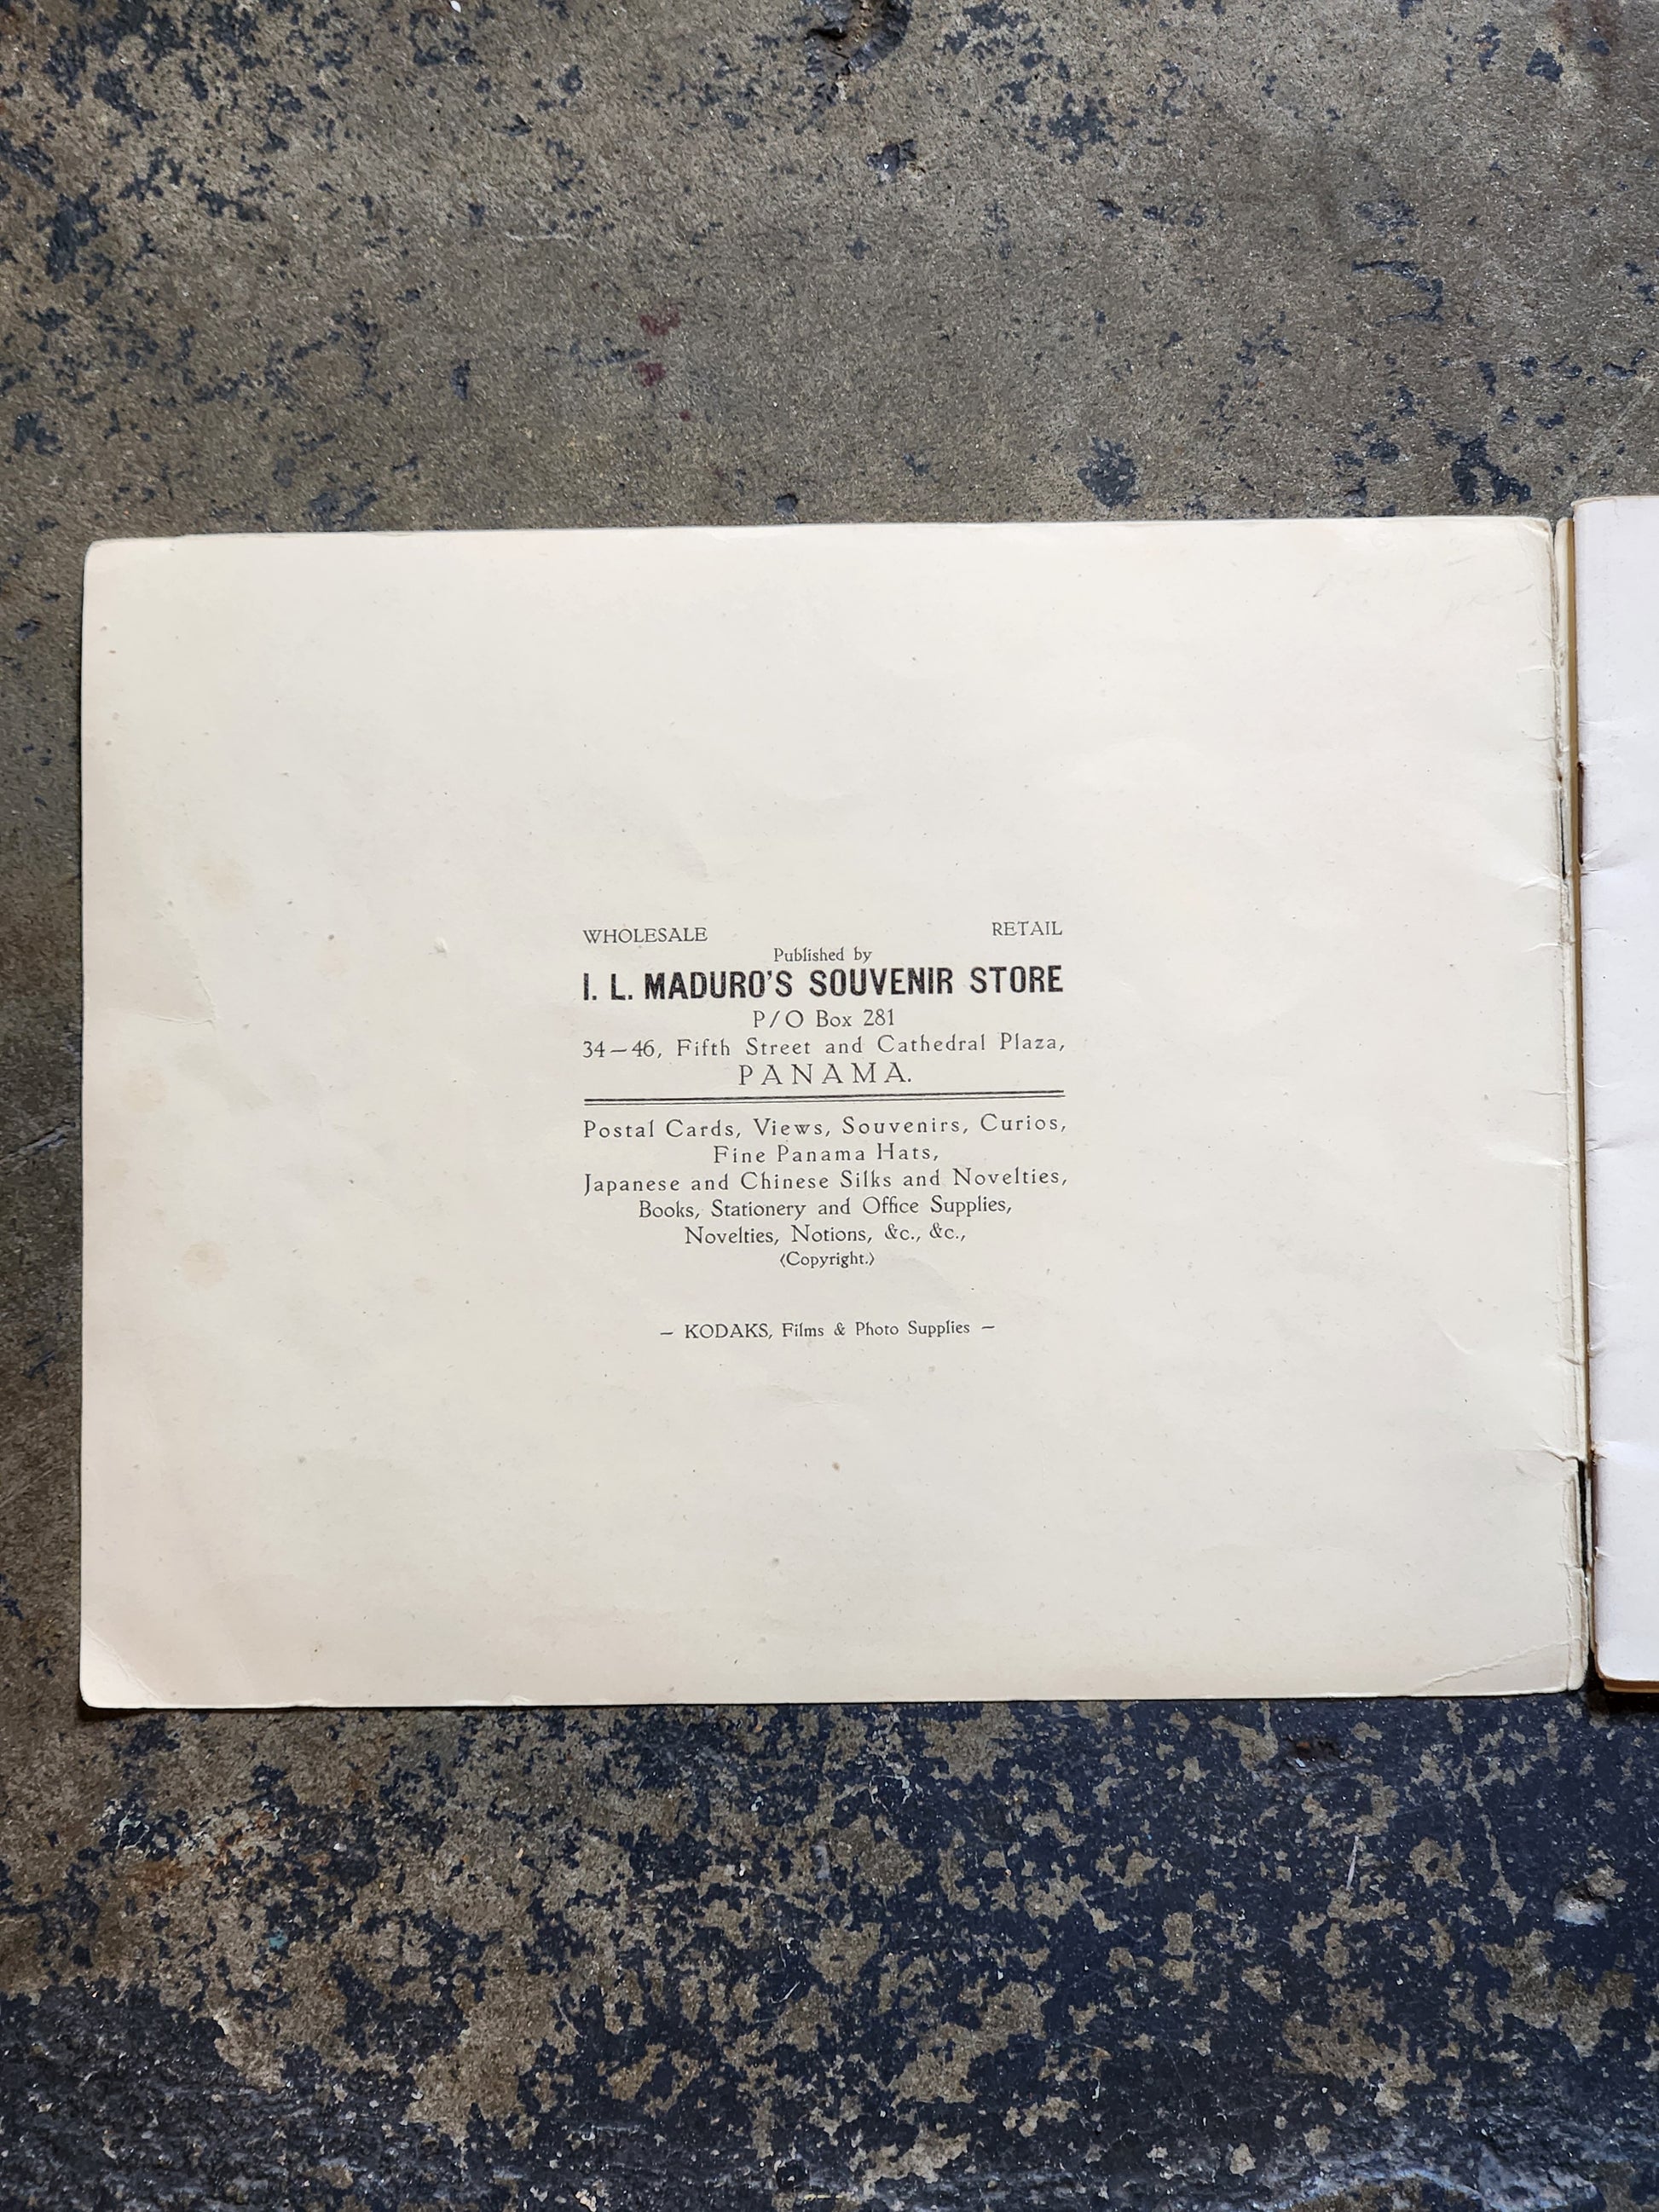 WHOLESALE RETAIL
Published by
I. L. MADURO'S SOUVENIR STORE
P/O Box 281
34—46, Fifth Street and Cathedral Plaza,
PANAMA.
Postal Cards, Views, Souvenirs, Curios,
Fine Panama Hats,
Japanese and Chinese Silks and Novelties,
Books, Stationery and Office Supplies,
Novelties, Notions, &c., &c.,
(Copyright.)
— KODAKS, Films & Photo Supplies —